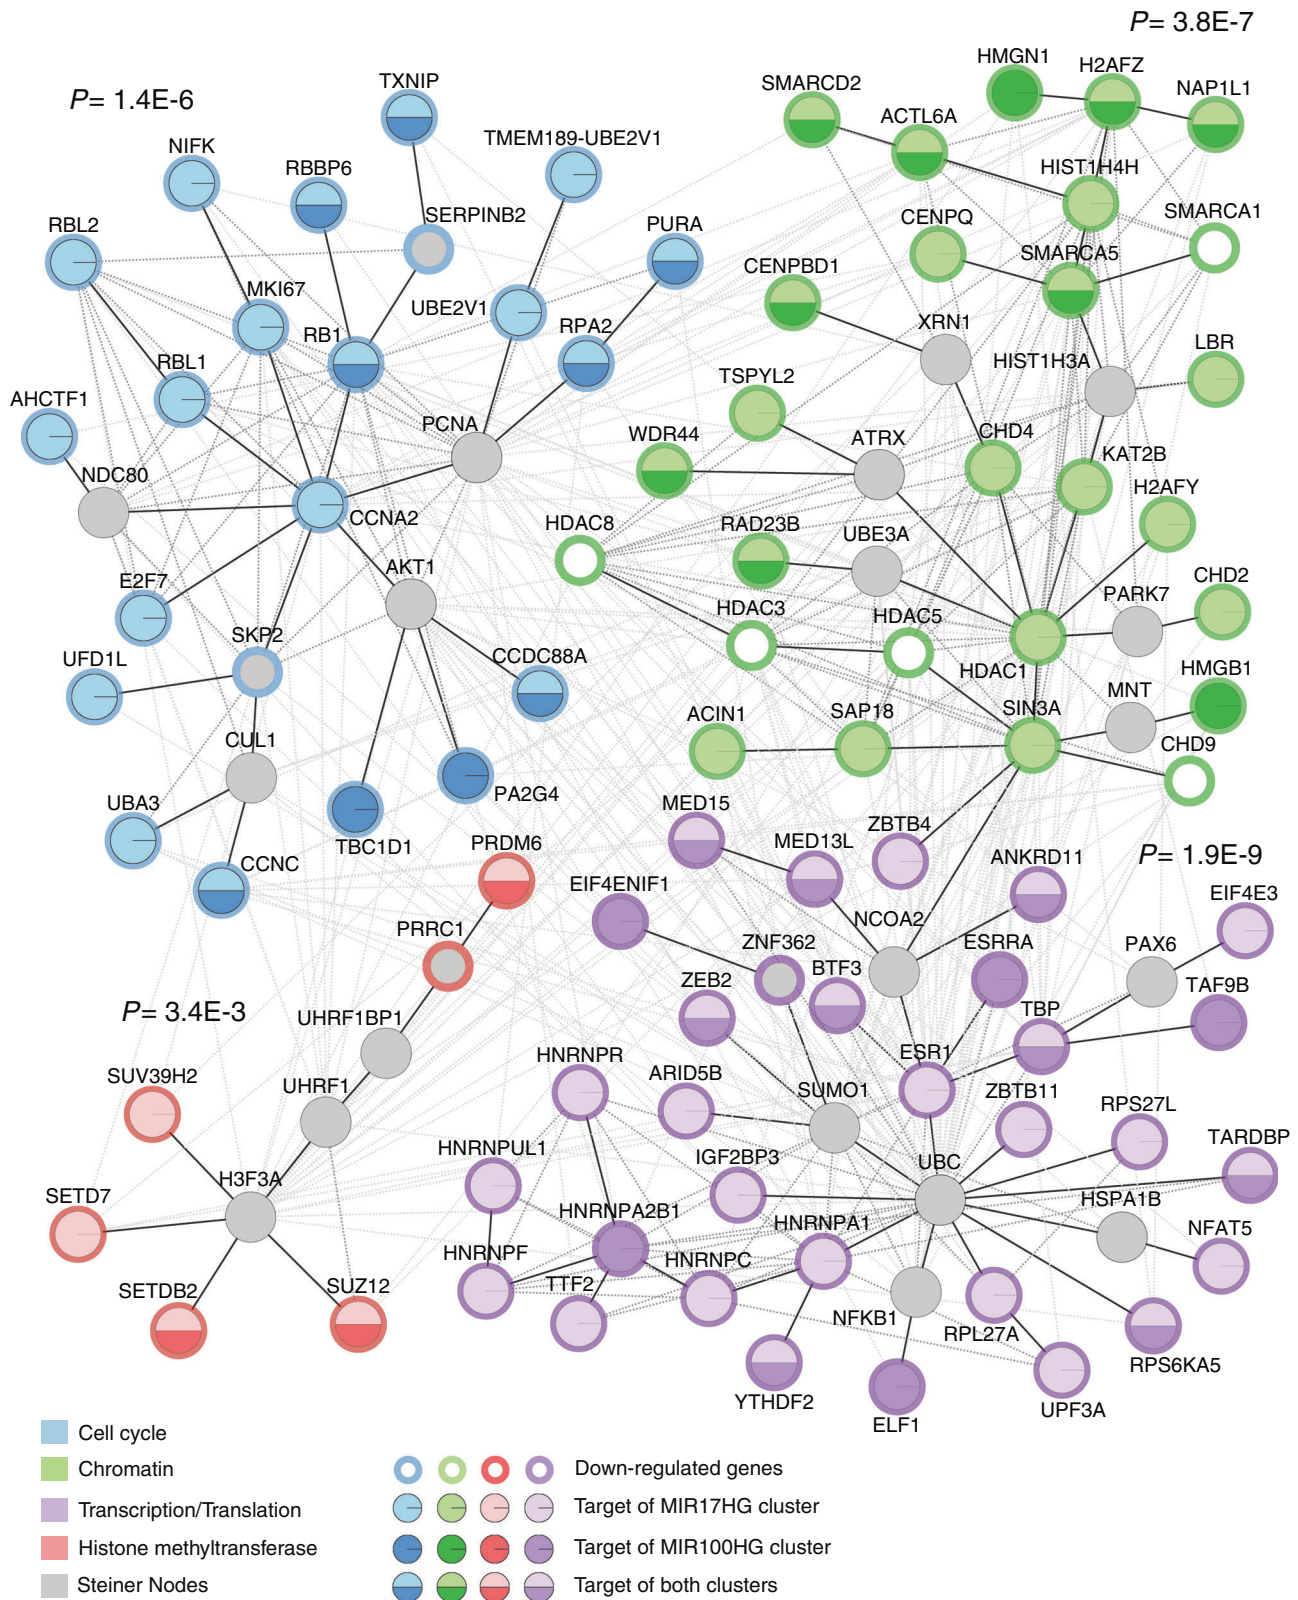 P= 3.8E-7
HMGN1
H2AFZ
TXNIP
SMARCD2
NAP1L1
P= 1.4E-6
ACTL6A
TMEM189-UBE2V1
NIFK
RBBP6
HIST1H4H
SERPINB2
CENPQ
SMARCA1
RBL2
PURA
SMARCA5
CENPBD1
MKI67
UBE2V1
RB1
RPA2
XRN1
HIST1H3A
LBR
RBL1
TSPYL2
AHCTF1
PCNA
WDR44
ATRX
CHD4
KAT2B
NDC80
H2AFY
CCNA2
HDAC8
RAD23B
UBE3A
AKT1
E2F7
CHD2
PARK7
HDAC3
HDAC5
SKP2
UFD1L
CCDC88A
HDAC1
HMGB1
MNT
ACIN1
SAP18
SIN3A
CUL1
CHD9
PA2G4
UBA3
MED15
TBC1D1
PRDM6
MED13L
ZBTB4
ANKRD11
P= 1.9E-9
CCNC
EIF4ENIF1
EIF4E3
NCOA2
PRRC1
ZNF362
ESRRA
PAX6
BTF3
ZEB2
TAF9B
P= 3.4E-3
TBP
UHRF1BP1
HNRNPR
ESR1
SUV39H2
UHRF1
ARID5B
SUMO1
ZBTB11
RPS27L
TARDBP
HNRNPUL1
IGF2BP3
UBC
H3F3A
SETD7
HSPA1B
HNRNPA2B1
HNRNPA1
NFAT5
HNRNPF
HNRNPC
SETDB2
SUZ12
TTF2
NFKB1
RPL27A
RPS6KA5
YTHDF2
UPF3A
ELF1
Cell cycle
Chromatin
Transcription/Translation
Histone methyltransferase
Steiner Nodes
Down-regulated genes
Target of MIR17HG cluster
Target of MIR100HG cluster
Target of both clusters